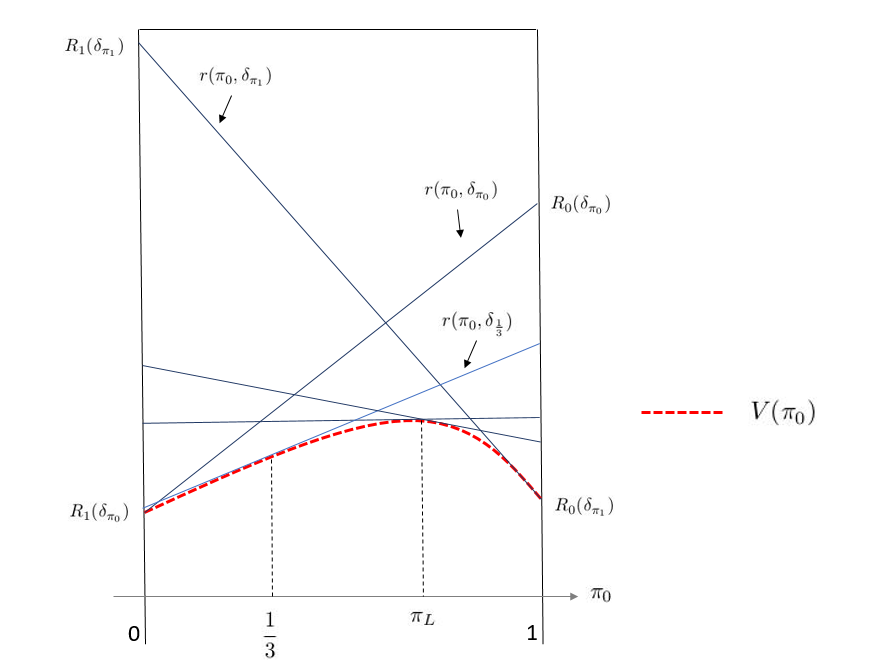 R₁(δ_{π₁})
r(π₀, δ_{π₁})
r(π₀, δ_{π₀})
R₀(δ_{π₀})
r(π₀, δ_{1/3})
V(π₀)
R₁(δ_{π₀})
R₀(δ_{π₁})
π₀
0
1/3
π_L
1